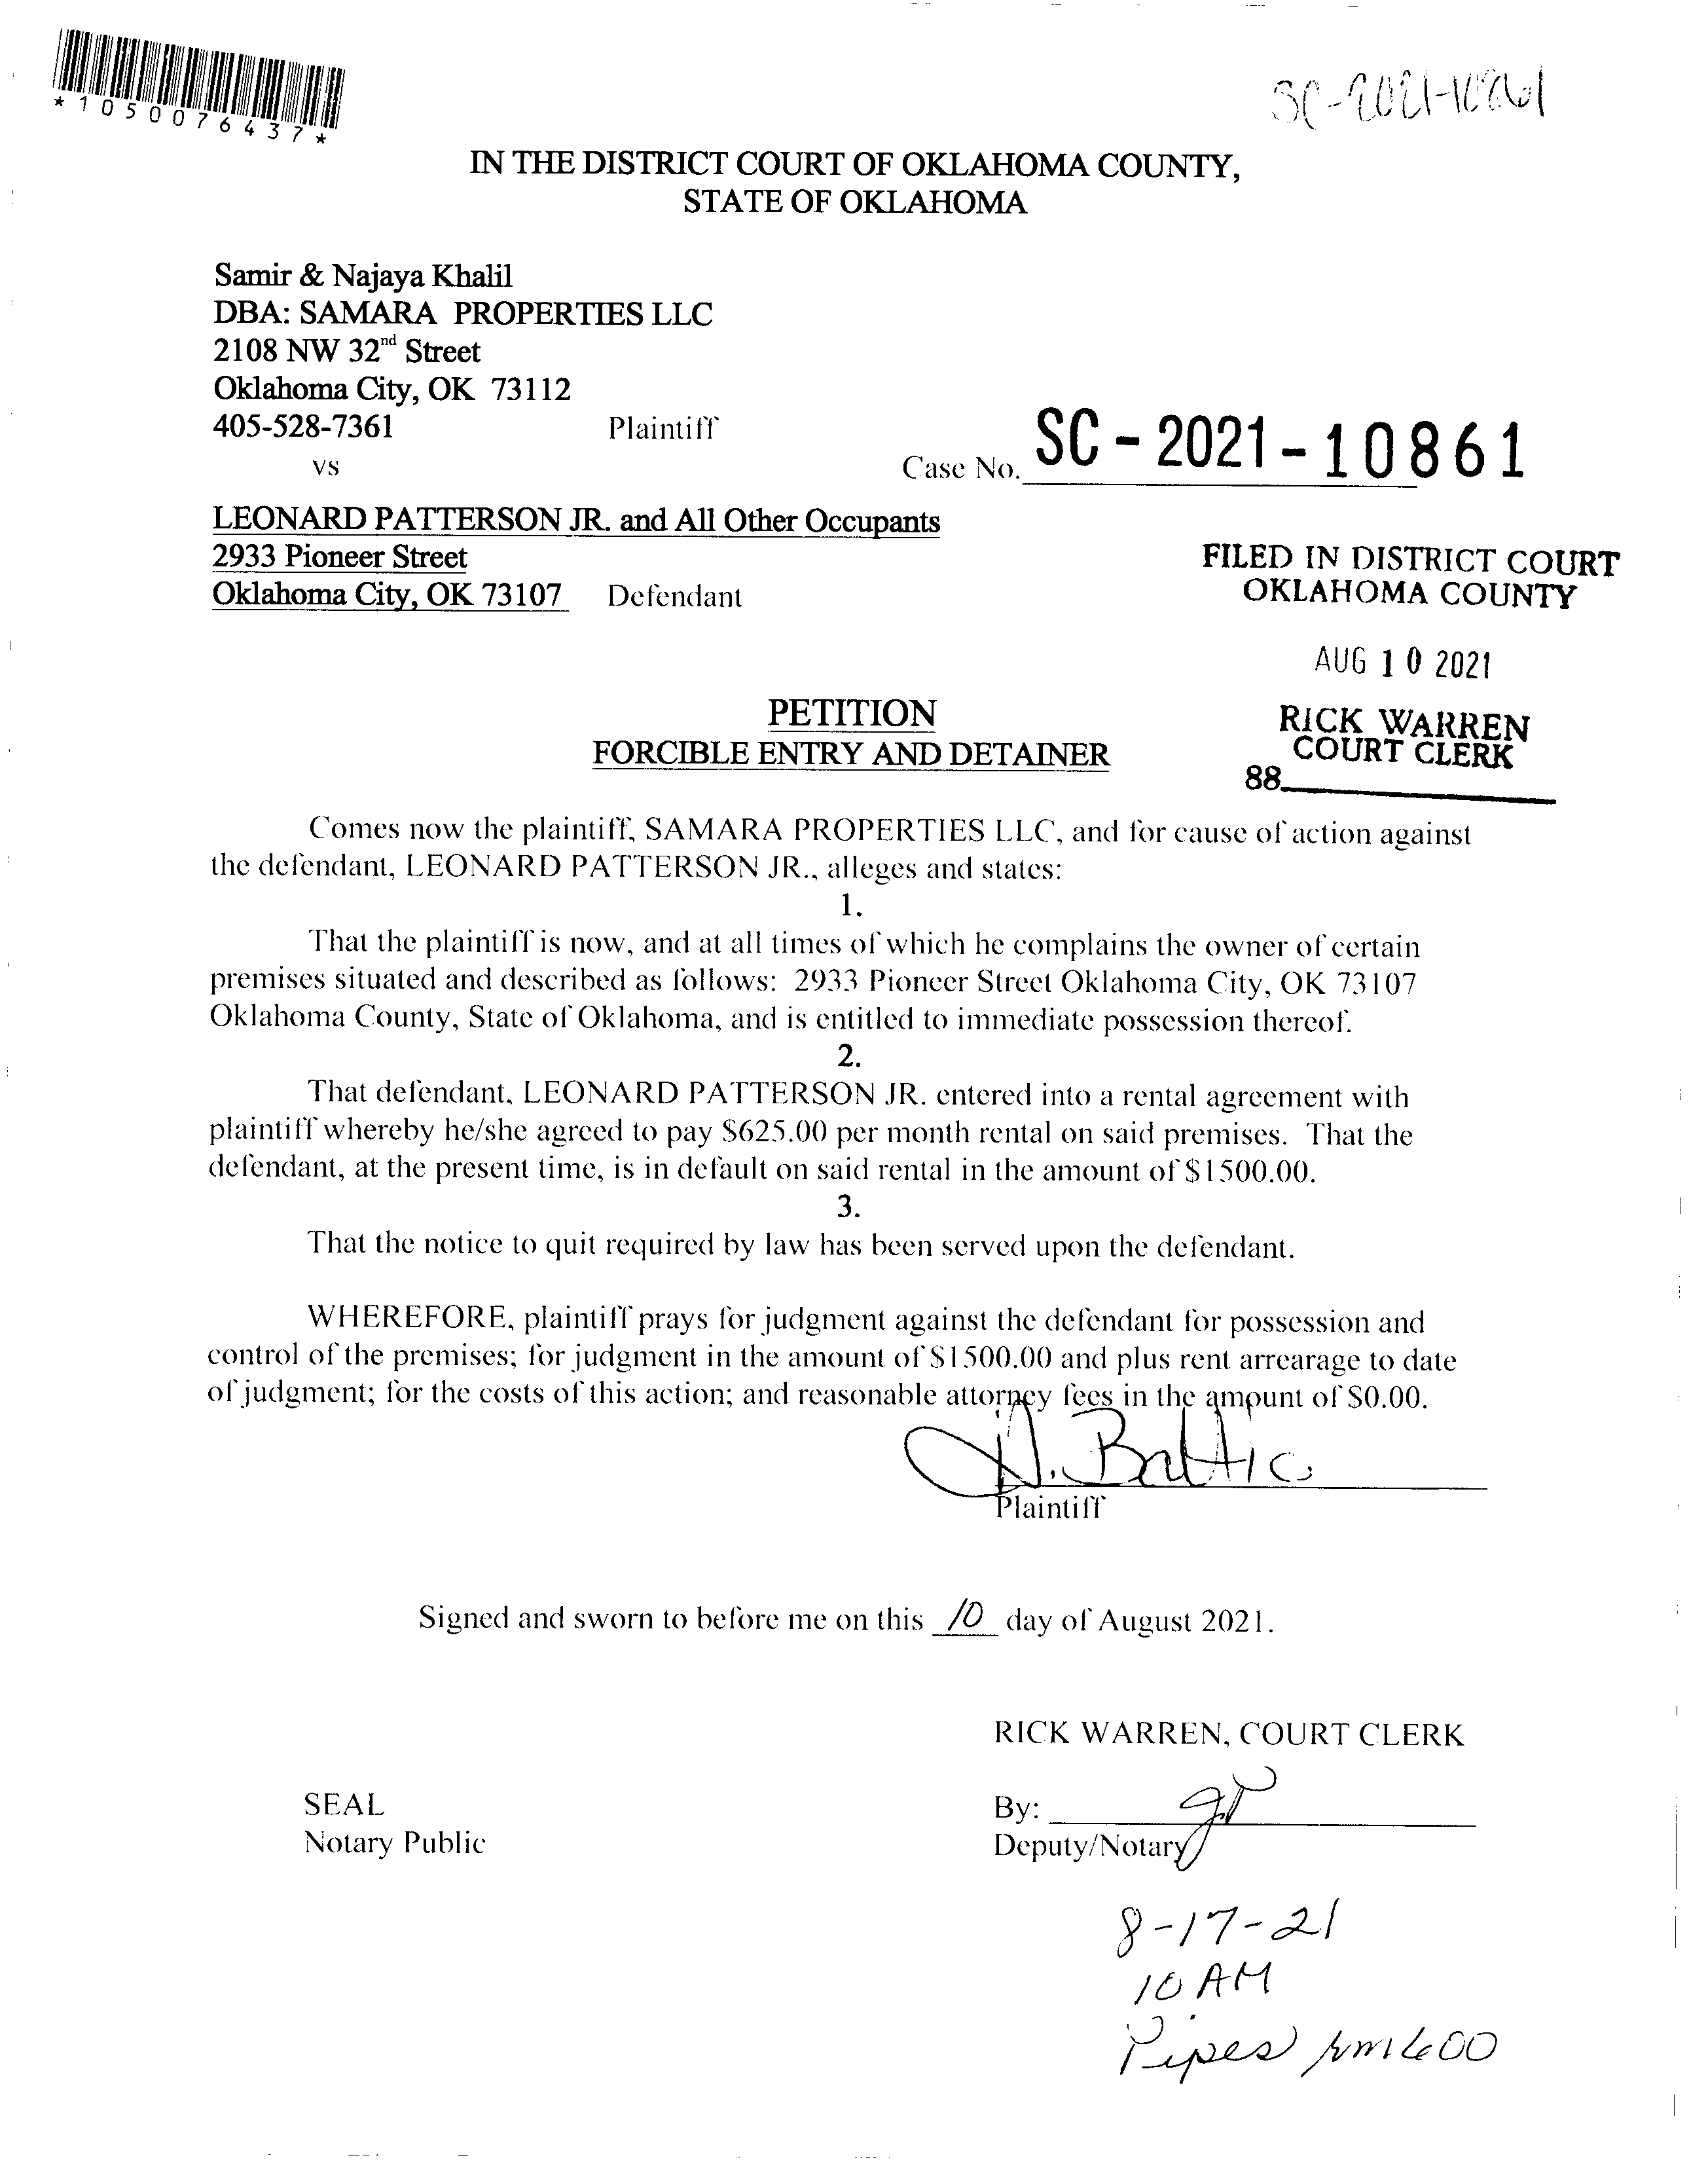 *1050076437*
SC-2021-10861
IN THE DISTRICT COURT OF OKLAHOMA COUNTY,
STATE OF OKLAHOMA
Samir & Najaya Khalil
DBA: SAMARA PROPERTIES LLC
2108 NW 32nd Street
Oklahoma City, OK 73112
405-528-7361 Plaintiff
vs
Case No. SC-2021-10861
LEONARD PATTERSON JR. and All Other Occupants
2933 Pioneer Street
Oklahoma City, OK 73107 Defendant
FILED IN DISTRICT COURT
OKLAHOMA COUNTY
AUG 10 2021
RICK WARREN
COURT CLERK
88
PETITION
FORCIBLE ENTRY AND DETAINER
Comes now the plaintiff, SAMARA PROPERTIES LLC, and for cause of action against
the defendant, LEONARD PATTERSON JR., alleges and states:
1.
That the plaintiff is now, and at all times of which he complains the owner of certain
premises situated and described as follows: 2933 Pioneer Street Oklahoma City, OK 73107
Oklahoma County, State of Oklahoma, and is entitled to immediate possession thereof.
2.
That defendant, LEONARD PATTERSON JR. entered into a rental agreement with
plaintiff whereby he/she agreed to pay $625.00 per month rental on said premises. That the
defendant, at the present time, is in default on said rental in the amount of $1500.00.
3.
That the notice to quit required by law has been served upon the defendant.
WHEREFORE, plaintiff prays for judgment against the defendant for possession and
control of the premises; for judgment in the amount of $1500.00 and plus rent arrearage to date
of judgment; for the costs of this action; and reasonable attorney fees in the amount of $0.00.
Plaintiff
Signed and sworn to before me on this 10 day of August 2021.
RICK WARREN, COURT CLERK
SEAL
Notary Public
By:
Deputy/Notary
8-17-21
10 AM
Pipes rm 600